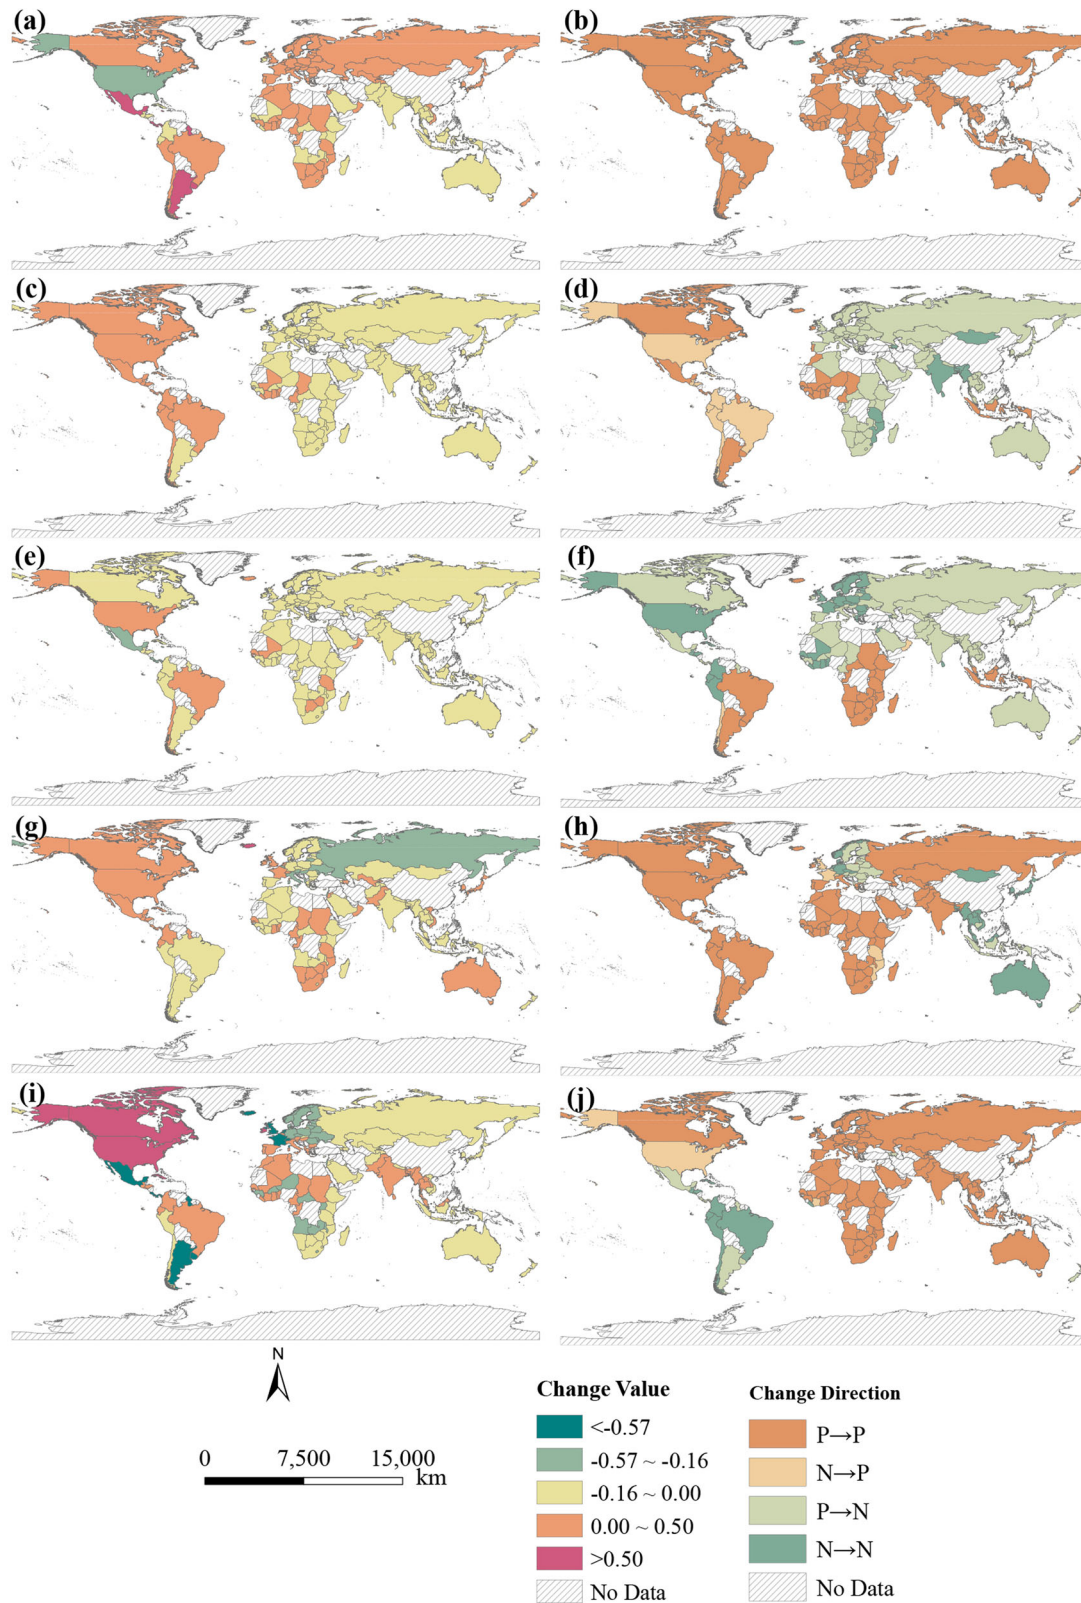 (a)
(b)
(c)
(d)
(e)
(f)
(g)
(h)
(i)
(j)
N
0 7,500 15,000
km
Change Value
<-0.57
-0.57 ~ -0.16
-0.16 ~ 0.00
0.00 ~ 0.50
>0.50
No Data
Change Direction
P→P
N→P
P→N
N→N
No Data